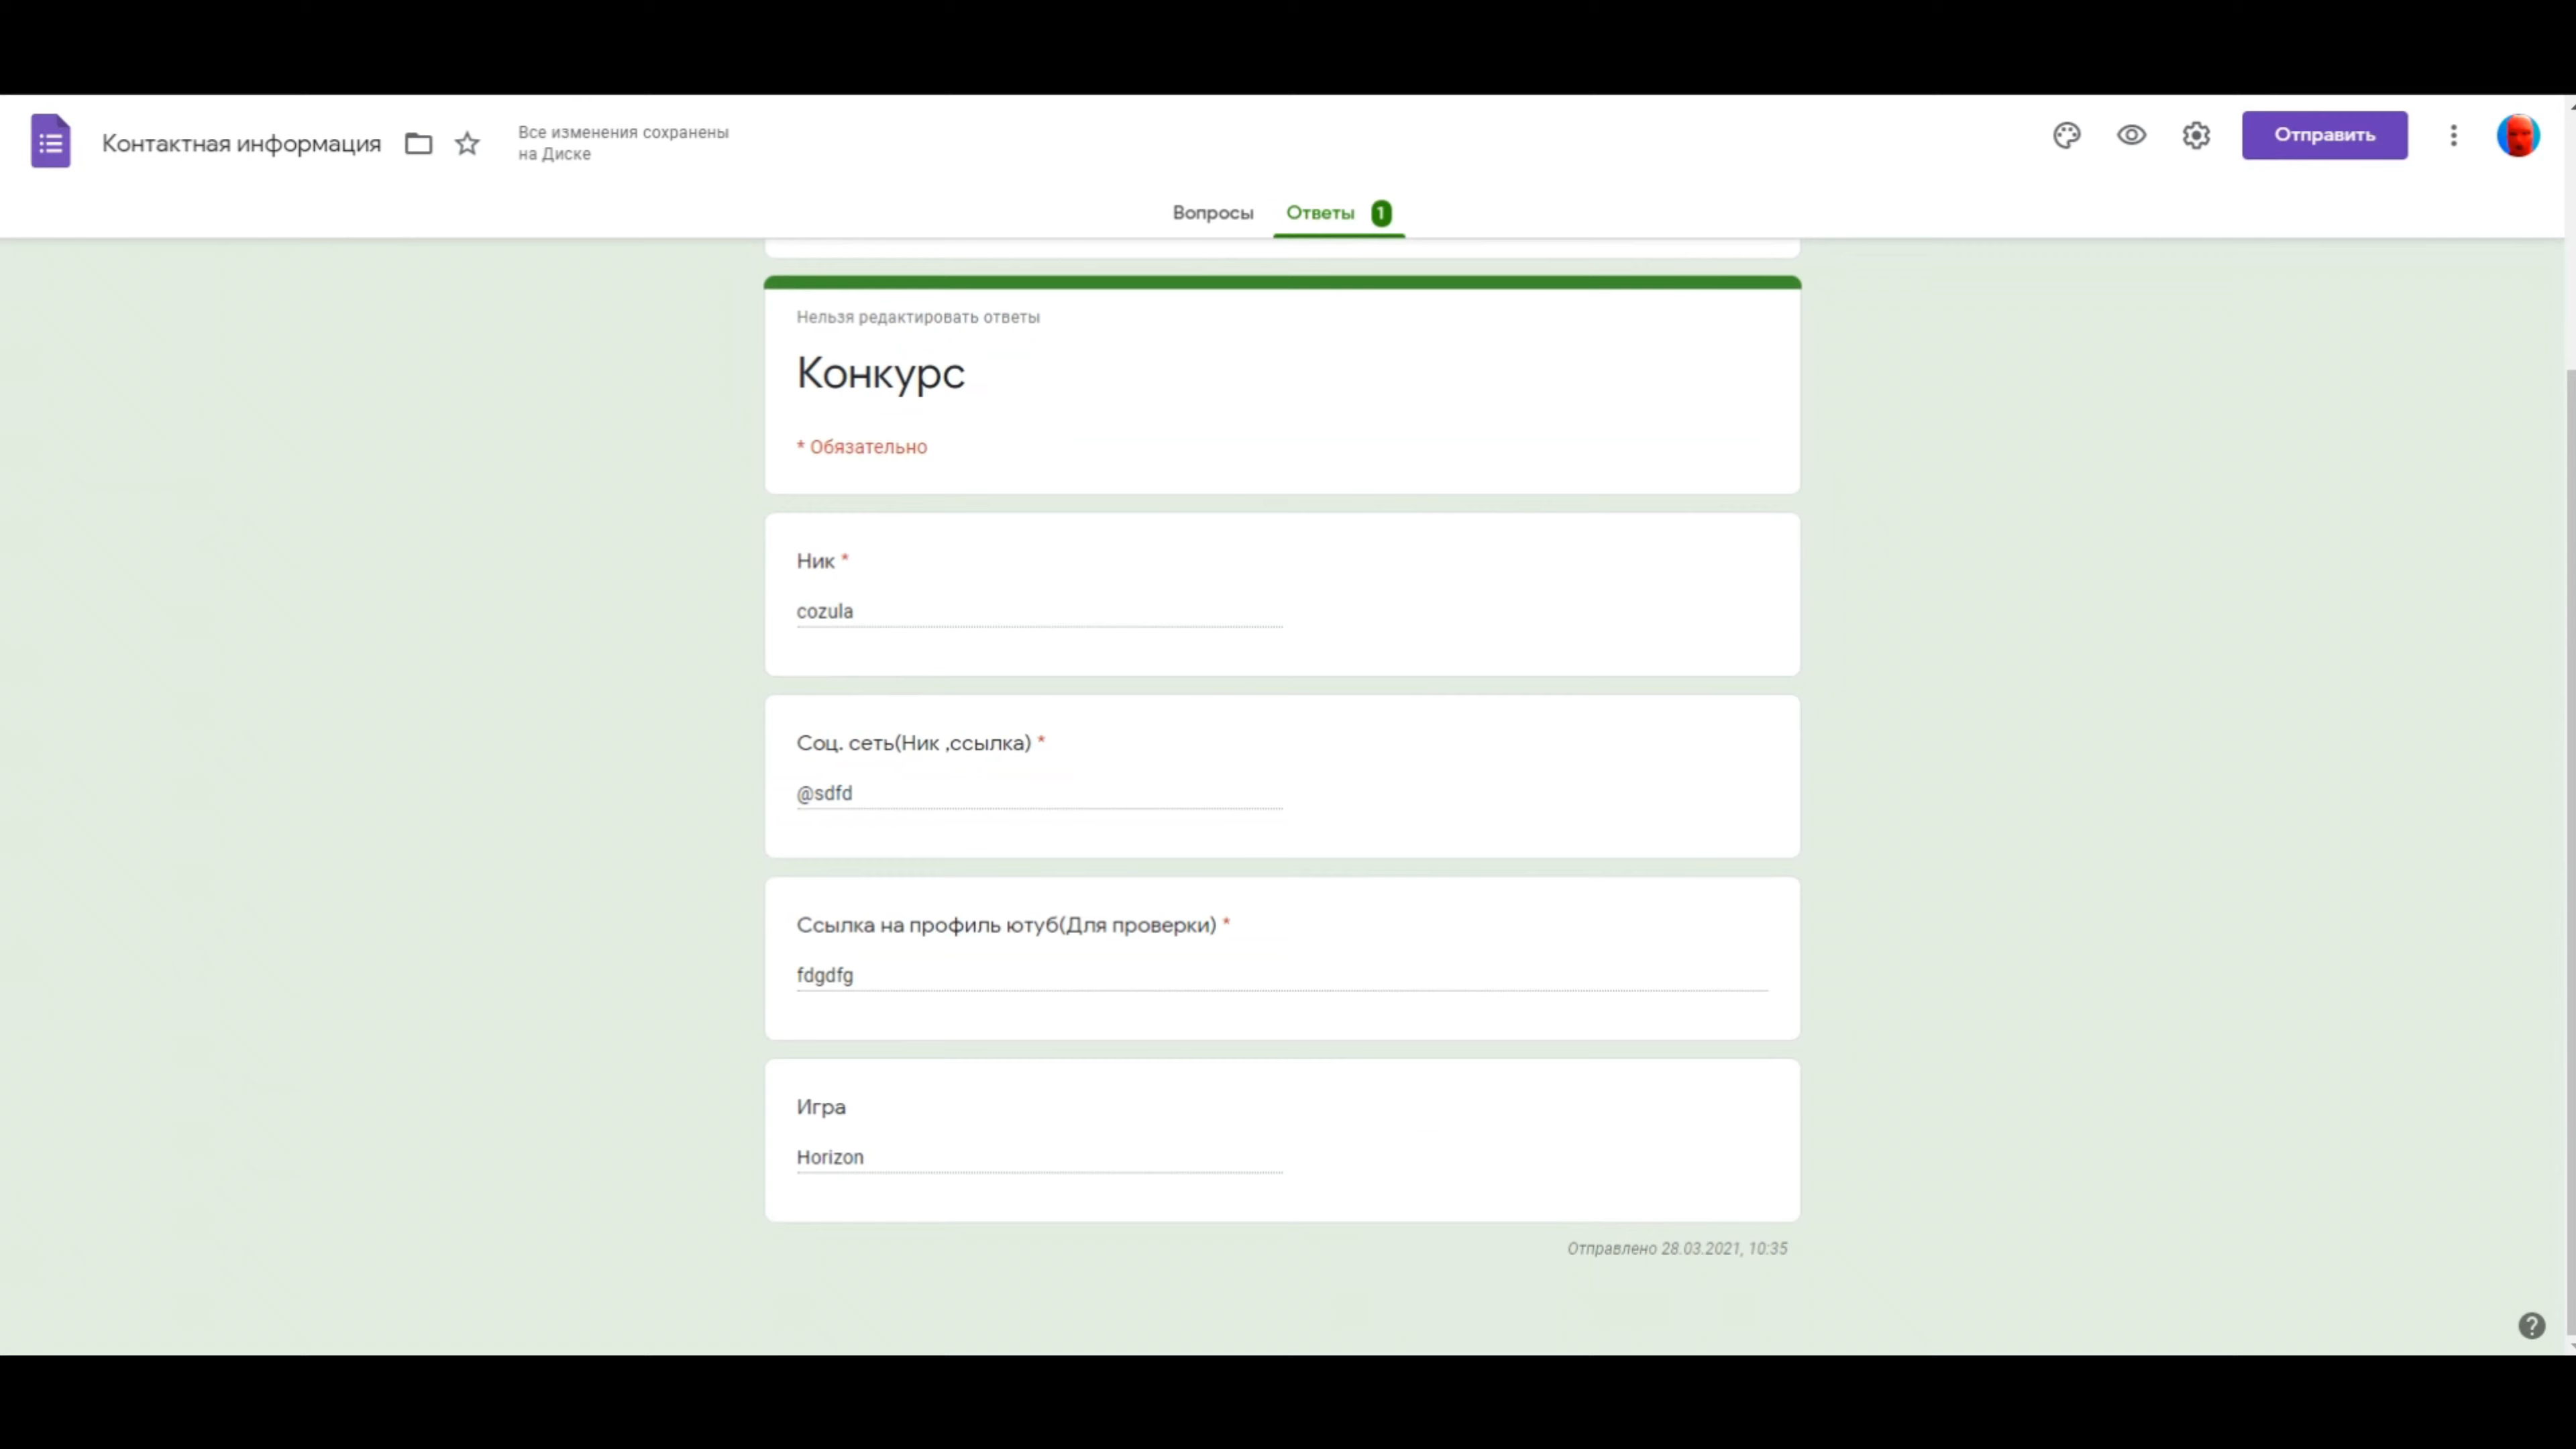 Контактная информация
Все изменения сохранены
на Диске
Отправить
Вопросы
Ответы 1
Нельзя редактировать ответы
Конкурс
* Обязательно
Ник *
cozula
Соц. сеть(Ник ,ссылка) *
@sdfd
Ссылка на профиль ютуб(Для проверки) *
fdgdfg
Игра
Horizon
Отправлено 28.03.2021, 10:35
?